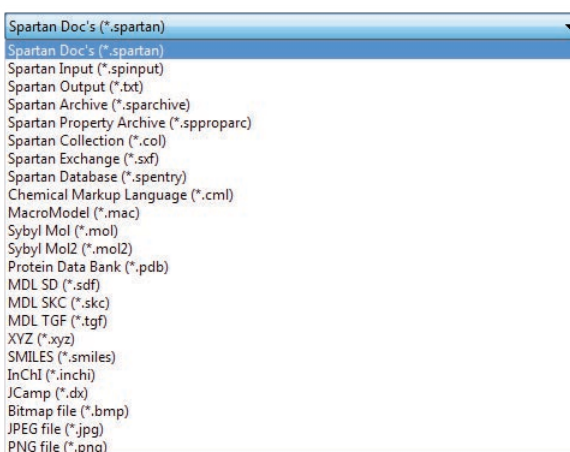 Spartan Doc's (*.spartan)
Spartan Doc's (*.spartan)
Spartan Input (*.spinput)
Spartan Output (*.txt)
Spartan Archive (*.sparchive)
Spartan Property Archive (*.spproparc)
Spartan Collection (*.col)
Spartan Exchange (*.sxf)
Spartan Database (*.spentry)
Chemical Markup Language (*.cml)
MacroModel (*.mac)
Sybyl Mol (*.mol)
Sybyl Mol2 (*.mol2)
Protein Data Bank (*.pdb)
MDL SD (*.sdf)
MDL SKC (*.skc)
MDL TGF (*.tgf)
XYZ (*.xyz)
SMILES (*.smiles)
InChI (*.inchi)
JCamp (*.dx)
Bitmap file (*.bmp)
JPEG file (*.jpg)
PNG file (*.png)